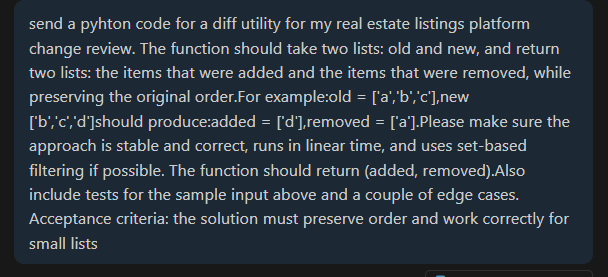 send a pyhton code for a diff utility for my real estate listings platform
change review. The function should take two lists: old and new, and return
two lists: the items that were added and the items that were removed, while
preserving the original order.For example:old = ['a','b','c'],new
['b','c','d']should produce:added = ['d'],removed = ['a'].Please make sure the
approach is stable and correct, runs in linear time, and uses set-based
filtering if possible. The function should return (added, removed).Also
include tests for the sample input above and a couple of edge cases.
Acceptance criteria: the solution must preserve order and work correctly for
small lists